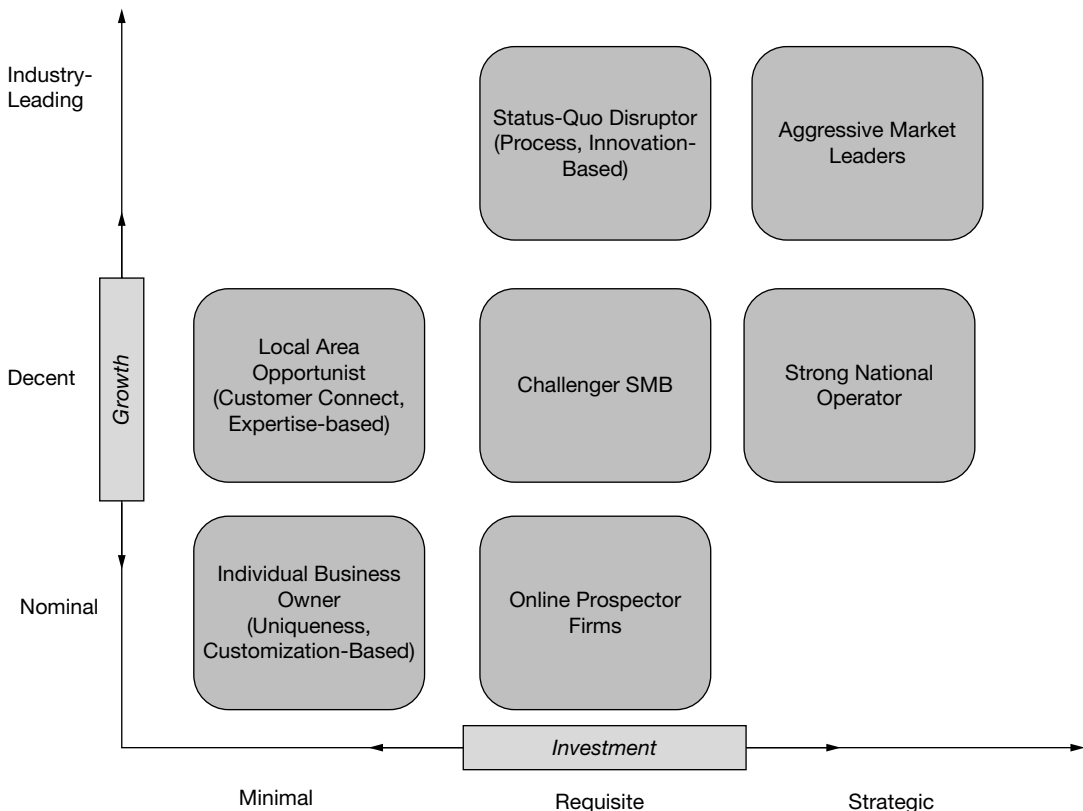 Industry-
Leading
Status-Quo Disruptor
(Process, Innovation-
Based)
Aggressive Market
Leaders
Growth
Decent
Local Area
Opportunist
(Customer Connect,
Expertise-based)
Challenger SMB
Strong National
Operator
Nominal
Individual Business
Owner
(Uniqueness,
Customization-Based)
Online Prospector
Firms
Investment
Minimal
Requisite
Strategic